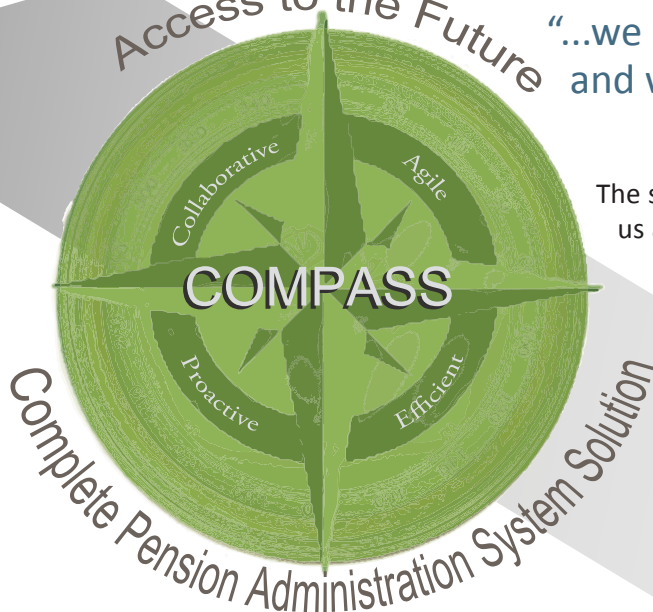 Access to the Future
"...we
and
Collaborative
Agile
The
us
COMPASS
Proactive
Efficient
Complete Pension Administration System Solution